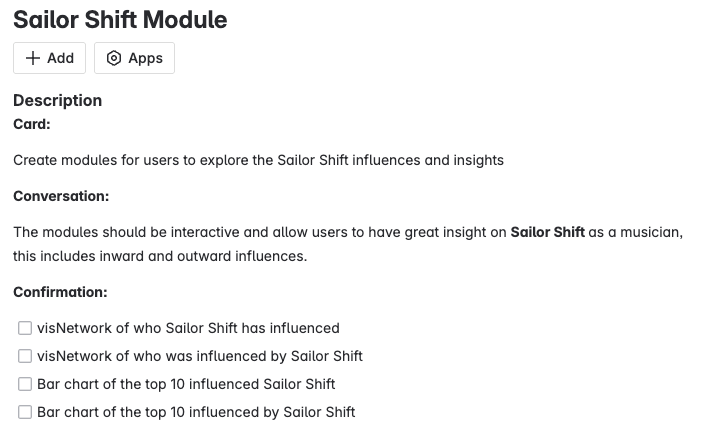 Sailor Shift Module
Add
Apps
Description
Card:
Create modules for users to explore the Sailor Shift influences and insights
Conversation:
The modules should be interactive and allow users to have great insight on Sailor Shift as a musician,
this includes inward and outward influences.
Confirmation:
visNetwork of who Sailor Shift has influenced
visNetwork of who was influenced by Sailor Shift
Bar chart of the top 10 influenced Sailor Shift
Bar chart of the top 10 influenced by Sailor Shift